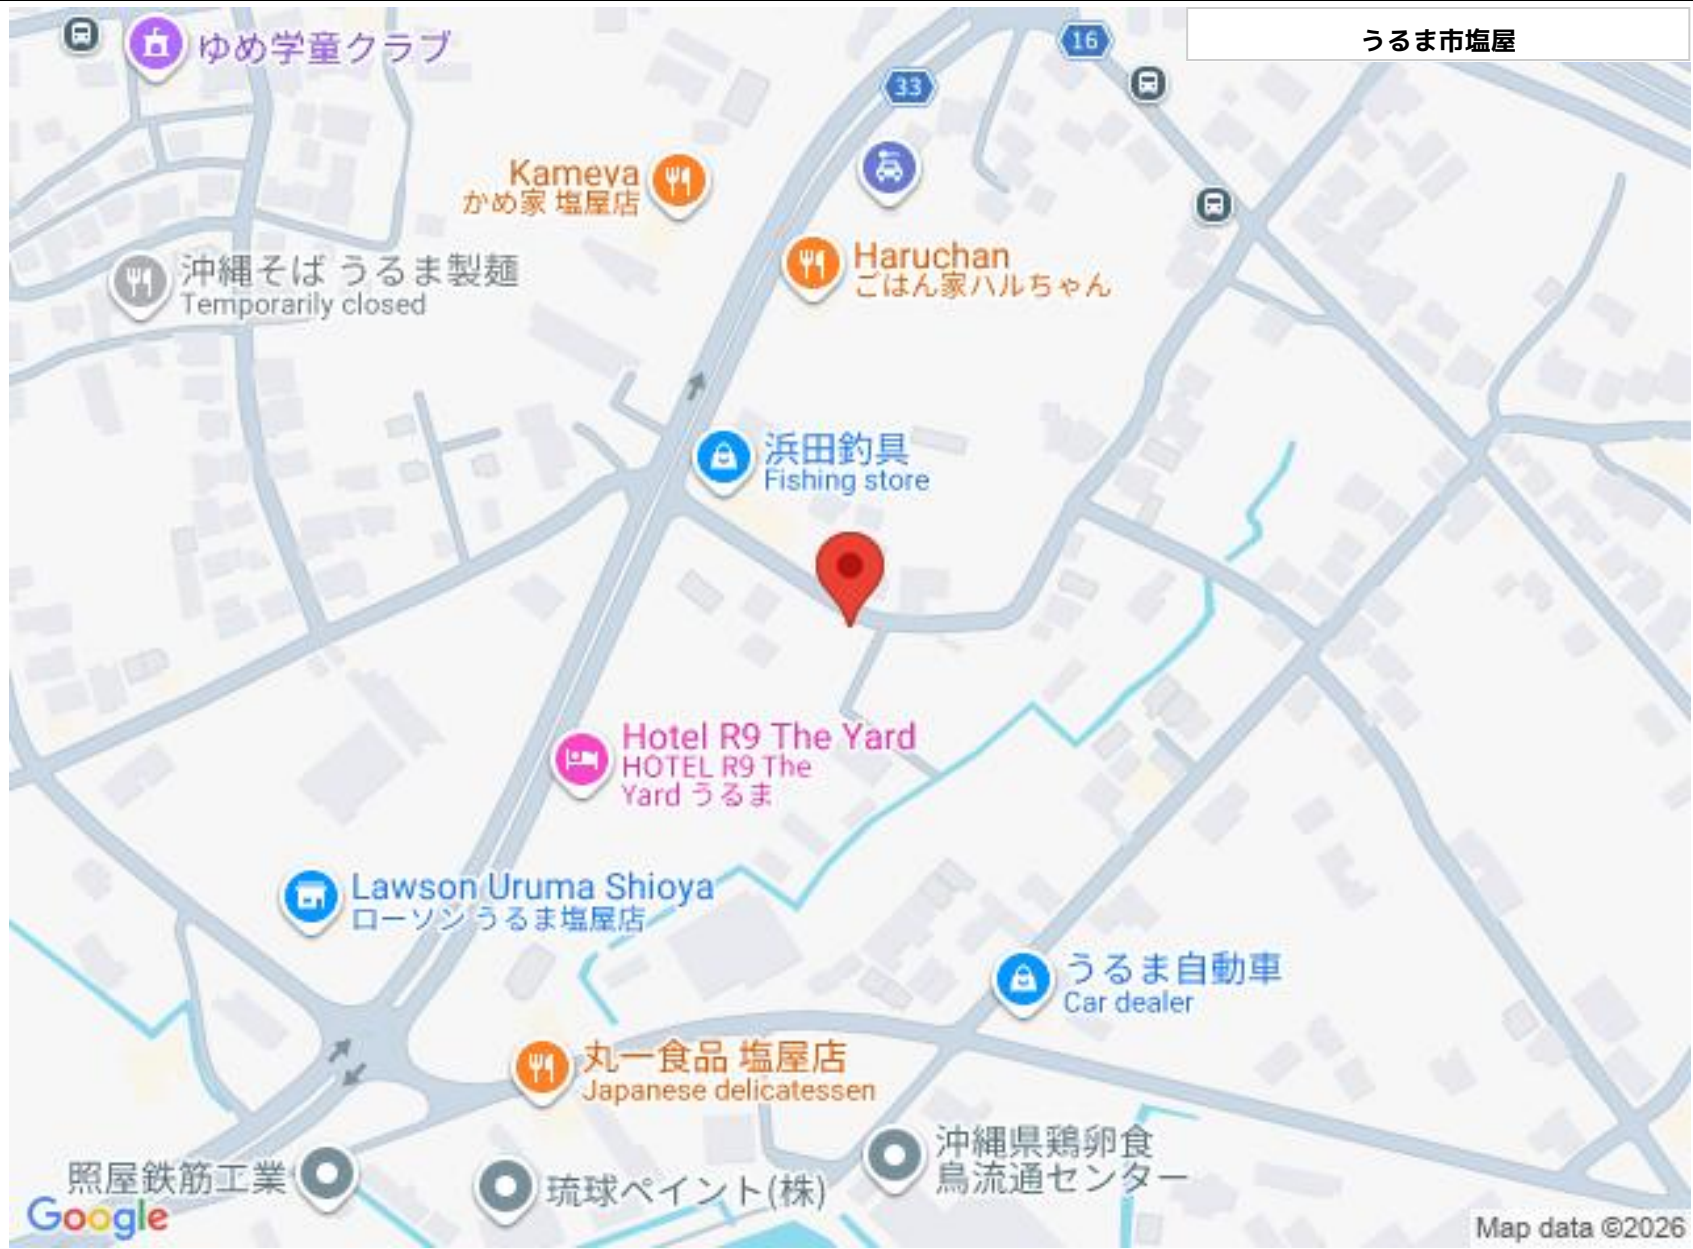 うるま市塩屋
16
33
ゆめ学童クラブ
Kameya
かめ家 塩屋店
Haruchan
ごはん家ハルちゃん
沖縄そば うるま製麺
Temporarily closed
浜田釣具
Fishing store
Hotel R9 The Yard
HOTEL R9 The
Yard うるま
Lawson Uruma Shioya
ローソン うるま塩屋店
うるま自動車
Car dealer
丸一食品 塩屋店
Japanese delicatessen
沖縄県鶏卵食
鳥流通センター
照屋鉄筋工業
琉球ペイント(株)
Google
Map data ©2026